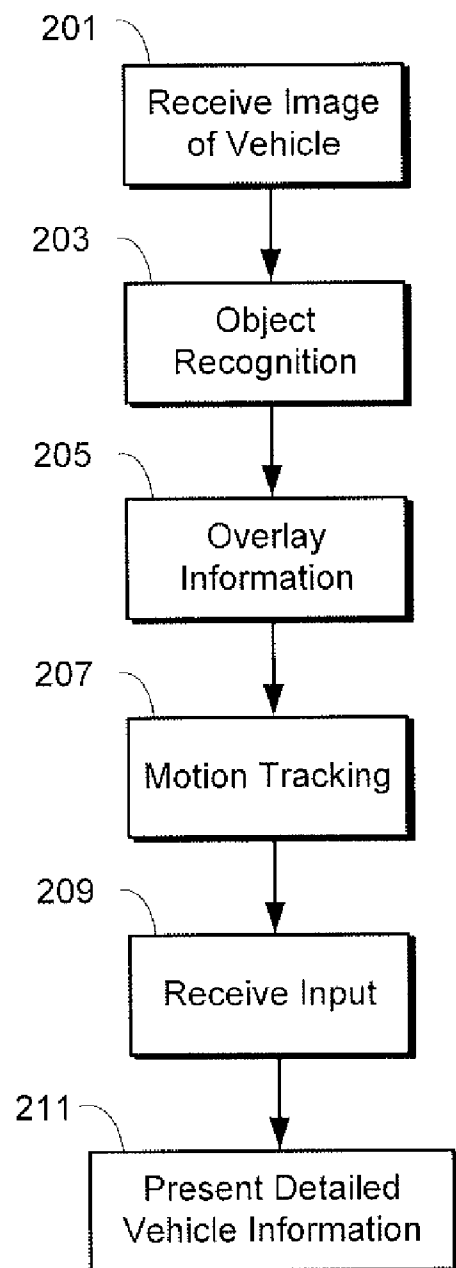 201
Receive Image
of Vehicle
203
Object
Recognition
205
Overlay
Information
207
Motion Tracking
209
Receive Input
211
Present Detailed
Vehicle Information